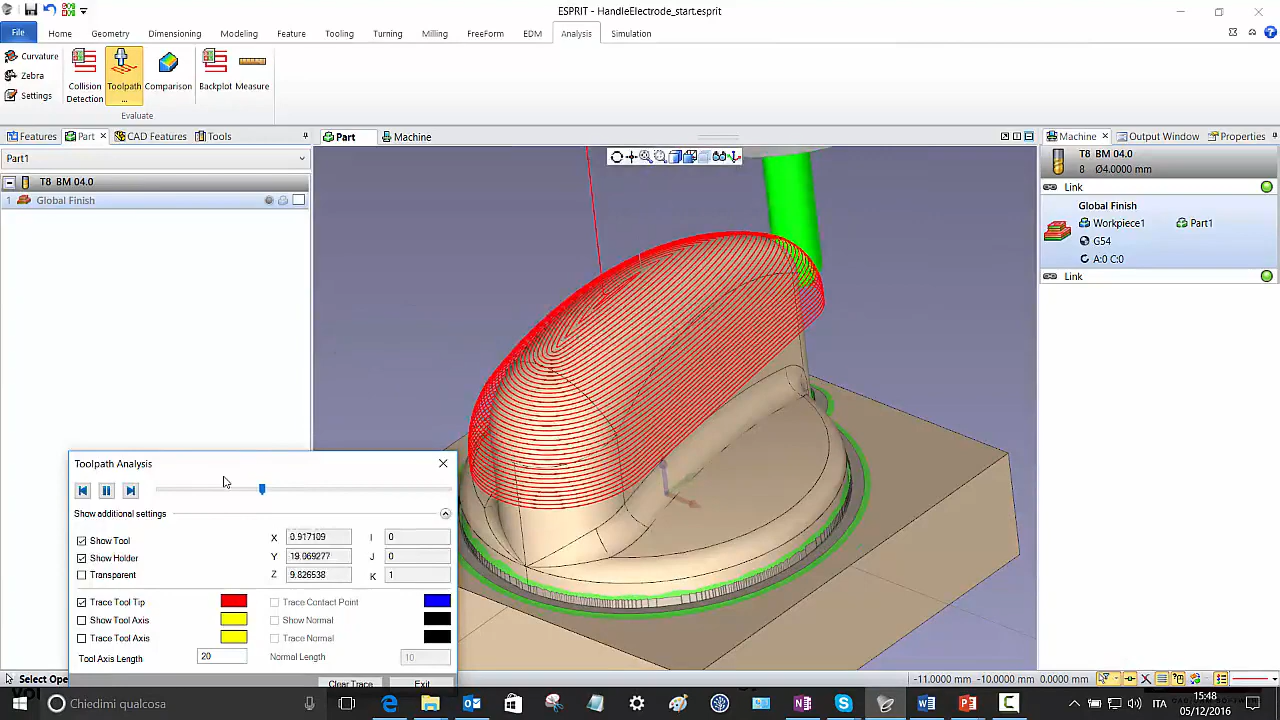 ESPRIT - HandleElectrode_start.esprit
File Home Geometry Dimensioning Modeling Feature Tooling Turning Milling FreeForm EDM Analysis Simulation
Curvature
Zebra
Settings
Collision Detection
Toolpath ...
Comparison
Backplot
Measure
Evaluate
Features Part CAD Features Tools
Part Machine
Machine Output Window Properties
Part1
T8 BM 04.0
1 Global Finish
T8 BM 04.0
8 Ø4.0000 mm
Link
Global Finish
Workpiece1 Part1
G54
A:0 C:0
Link
Toolpath Analysis
Show additional settings
Show Tool X 0.917109 I 0
Show Holder Y 19.069277 J 0
Transparent Z 9.826538 K 1
Trace Tool Tip Trace Contact Point
Show Tool Axis Show Normal
Trace Tool Axis Trace Normal
Tool Axis Length 20 Normal Length 10
Clear Trace Exit
Select Ope
-11.0000 mm -10.0000 mm 0.0000 mm
Chiedimi qualcosa
ITA
15:48
05/12/2016